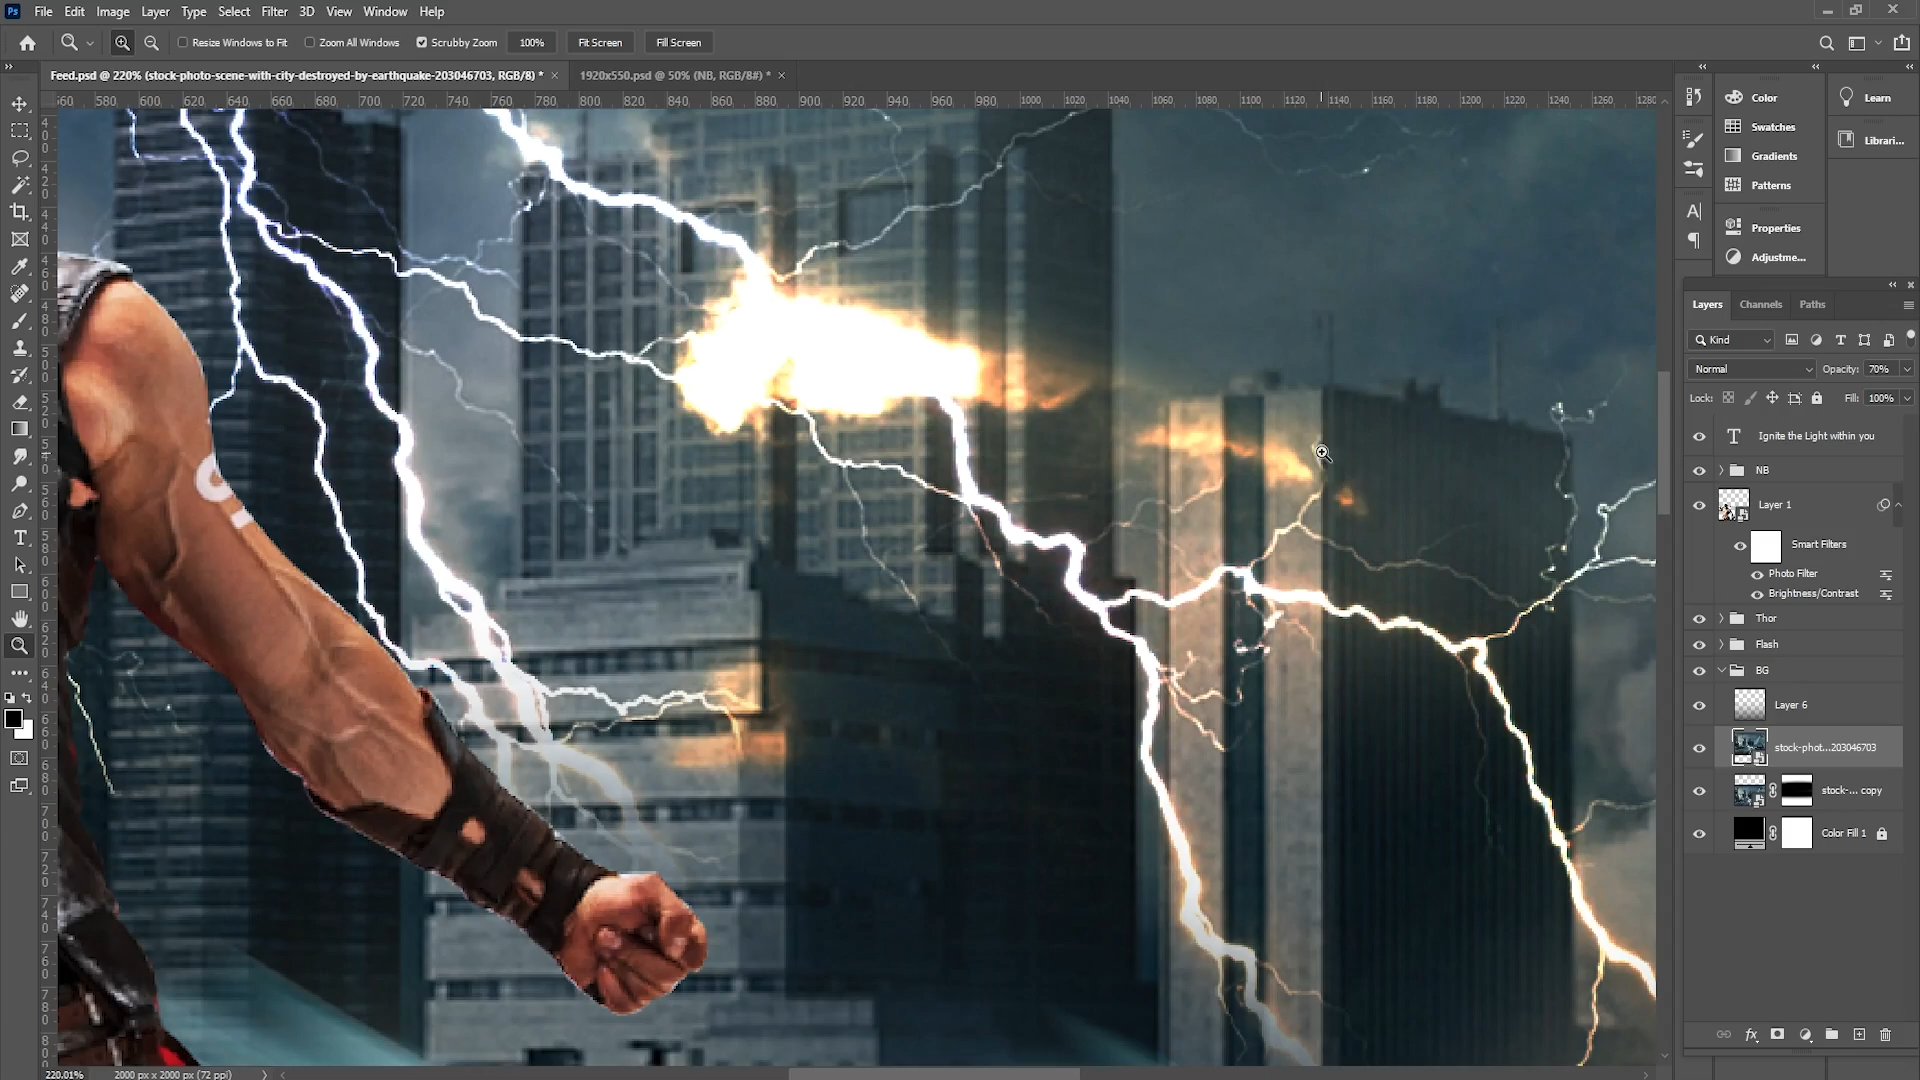 Ps File Edit Image Layer Type Select Filter 3D View Window Help
Resize Windows to Fit Zoom All Windows Scrubby Zoom 100% Fit Screen Fill Screen
Feed.psd @ 220% (stock-photo-scene-with-city-destroyed-by-earthquake-203046703, RGB/8) * × 1920x550.psd @ 50% (NB, RGB/8#) * ×
560 580 600 620 640 660 680 700 720 740 760 780 800 820 840 860 880 900 920 940 960 980 1000 1020 1040 1060 1080 1100 1120 1140 1160 1180 1200 1220 1240 1260 1280
Color
Learn
Swatches
Librari...
Gradients
Patterns
Properties
Adjustme...
Layers Channels Paths
Kind
Normal Opacity: 70%
Lock: Fill: 100%
T Ignite the Light within you
NB
Layer 1
Smart Filters
Photo Filter
Brightness/Contrast
Thor
Flash
BG
Layer 6
stock-phot...203046703
stock-... copy
Color Fill 1
fx
220.01% 2000 px x 2000 px (72 ppi)